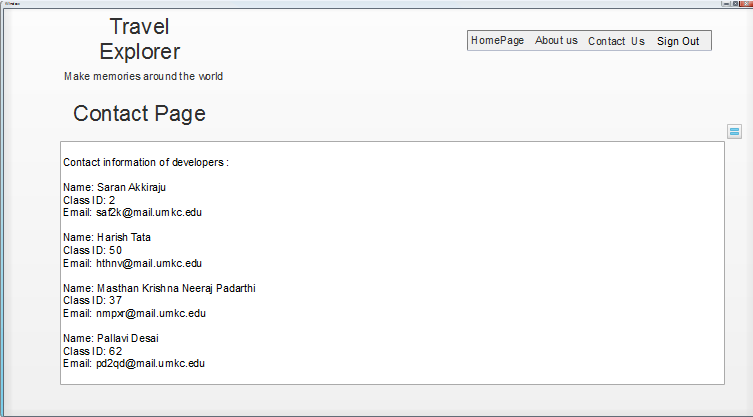 Travel
Explorer
Make memories around the world
HomePage About us Contact Us Sign Out
Contact Page
Contact information of developers :
Name: Saran Akkiraju
Class ID: 2
Email: saf2k@mail.umkc.edu
Name: Harish Tata
Class ID: 50
Email: hthnv@mail.umkc.edu
Name: Masthan Krishna Neeraj Padarthi
Class ID: 37
Email: nmpxr@mail.umkc.edu
Name: Pallavi Desai
Class ID: 62
Email: pd2qd@mail.umkc.edu